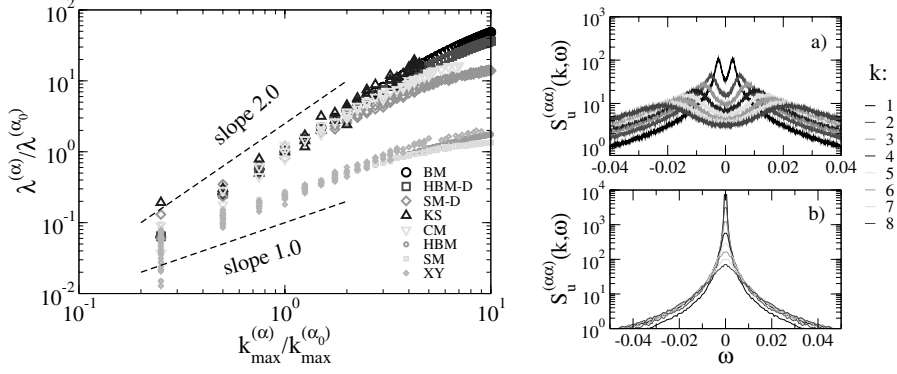 10^2
10^1
10^0
10^-1
10^-2
10^-1
10^0
10^1
λ^(α)/λ^(α_0)
k_max^(α)/k_max^(α_0)
slope 2.0
slope 1.0
BM
HBM-D
SM-D
KS
CM
HBM
SM
XY
10^3
10^2
10^1
10^0
S_u^(αα)(k,ω)
a)
-0.04
-0.02
0
0.02
0.04
10^4
10^3
10^2
10^1
10^0
S_u^(αα)(k,ω)
b)
-0.04
-0.02
0
0.02
0.04
ω
k:
1
2
3
4
5
6
7
8